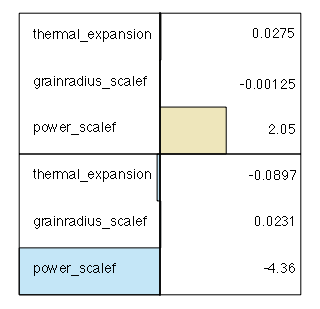 thermal_expansion 0.0275
grainradius_scalef -0.00125
power_scalef 2.05
thermal_expansion -0.0897
grainradius_scalef 0.0231
power_scalef -4.36